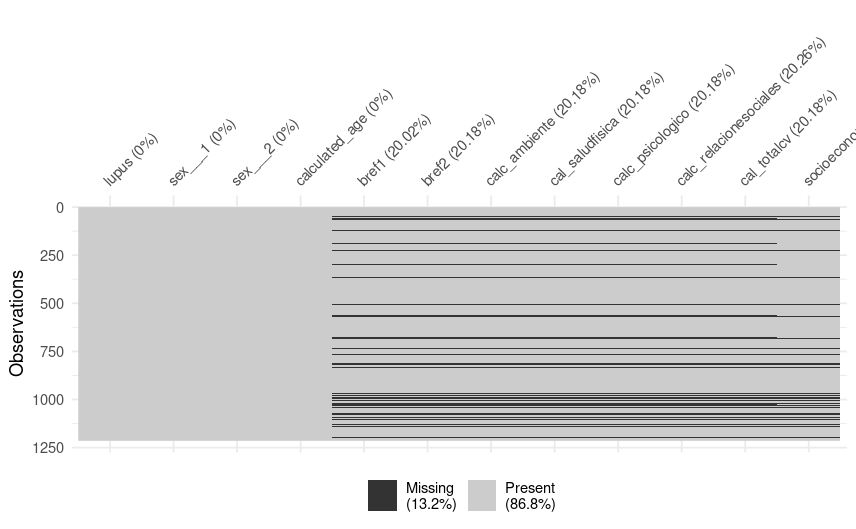 lupus (0%)
sex___1 (0%)
sex___2 (0%)
calculated_age (0%)
bref1 (20.02%)
bref2 (20.18%)
calc_ambiente (20.18%)
cal_saludfisica (20.18%)
calc_psicologico (20.18%)
calc_relacionesociales (20.26%)
cal_totalcv (20.18%)
socioecono
0
250
500
750
1000
1250
Observations
Missing
(13.2%)
Present
(86.8%)